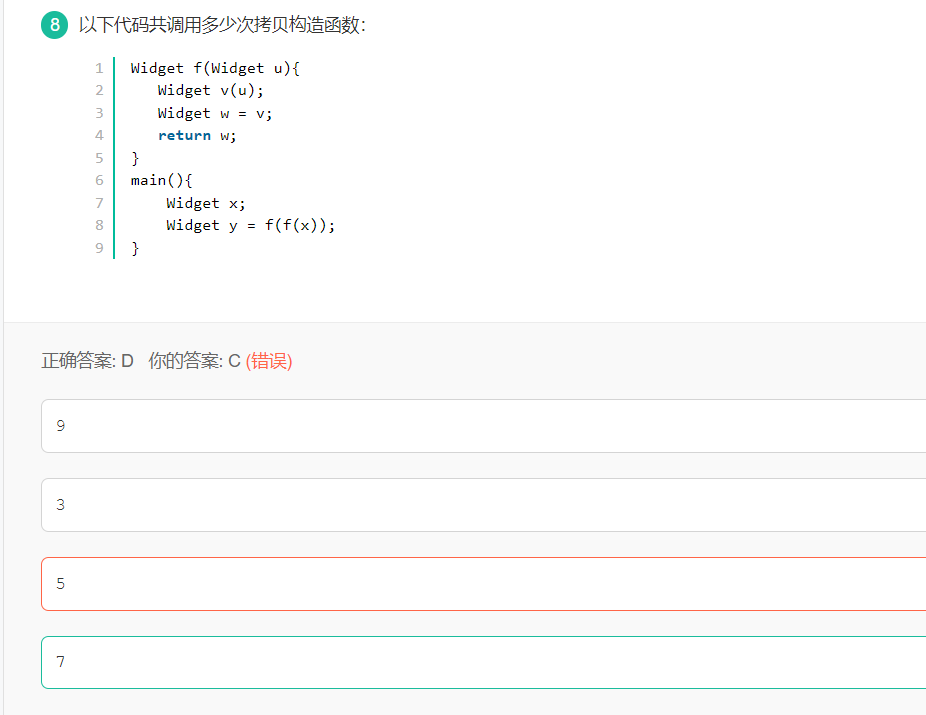 8 以下代码共调用多少次拷贝构造函数:
1 Widget f(Widget u){
2    Widget v(u);
3    Widget w = v;
4    return w;
5 }
6 main(){
7     Widget x;
8     Widget y = f(f(x));
9 }
正确答案: D 你的答案: C (错误)
9
3
5
7